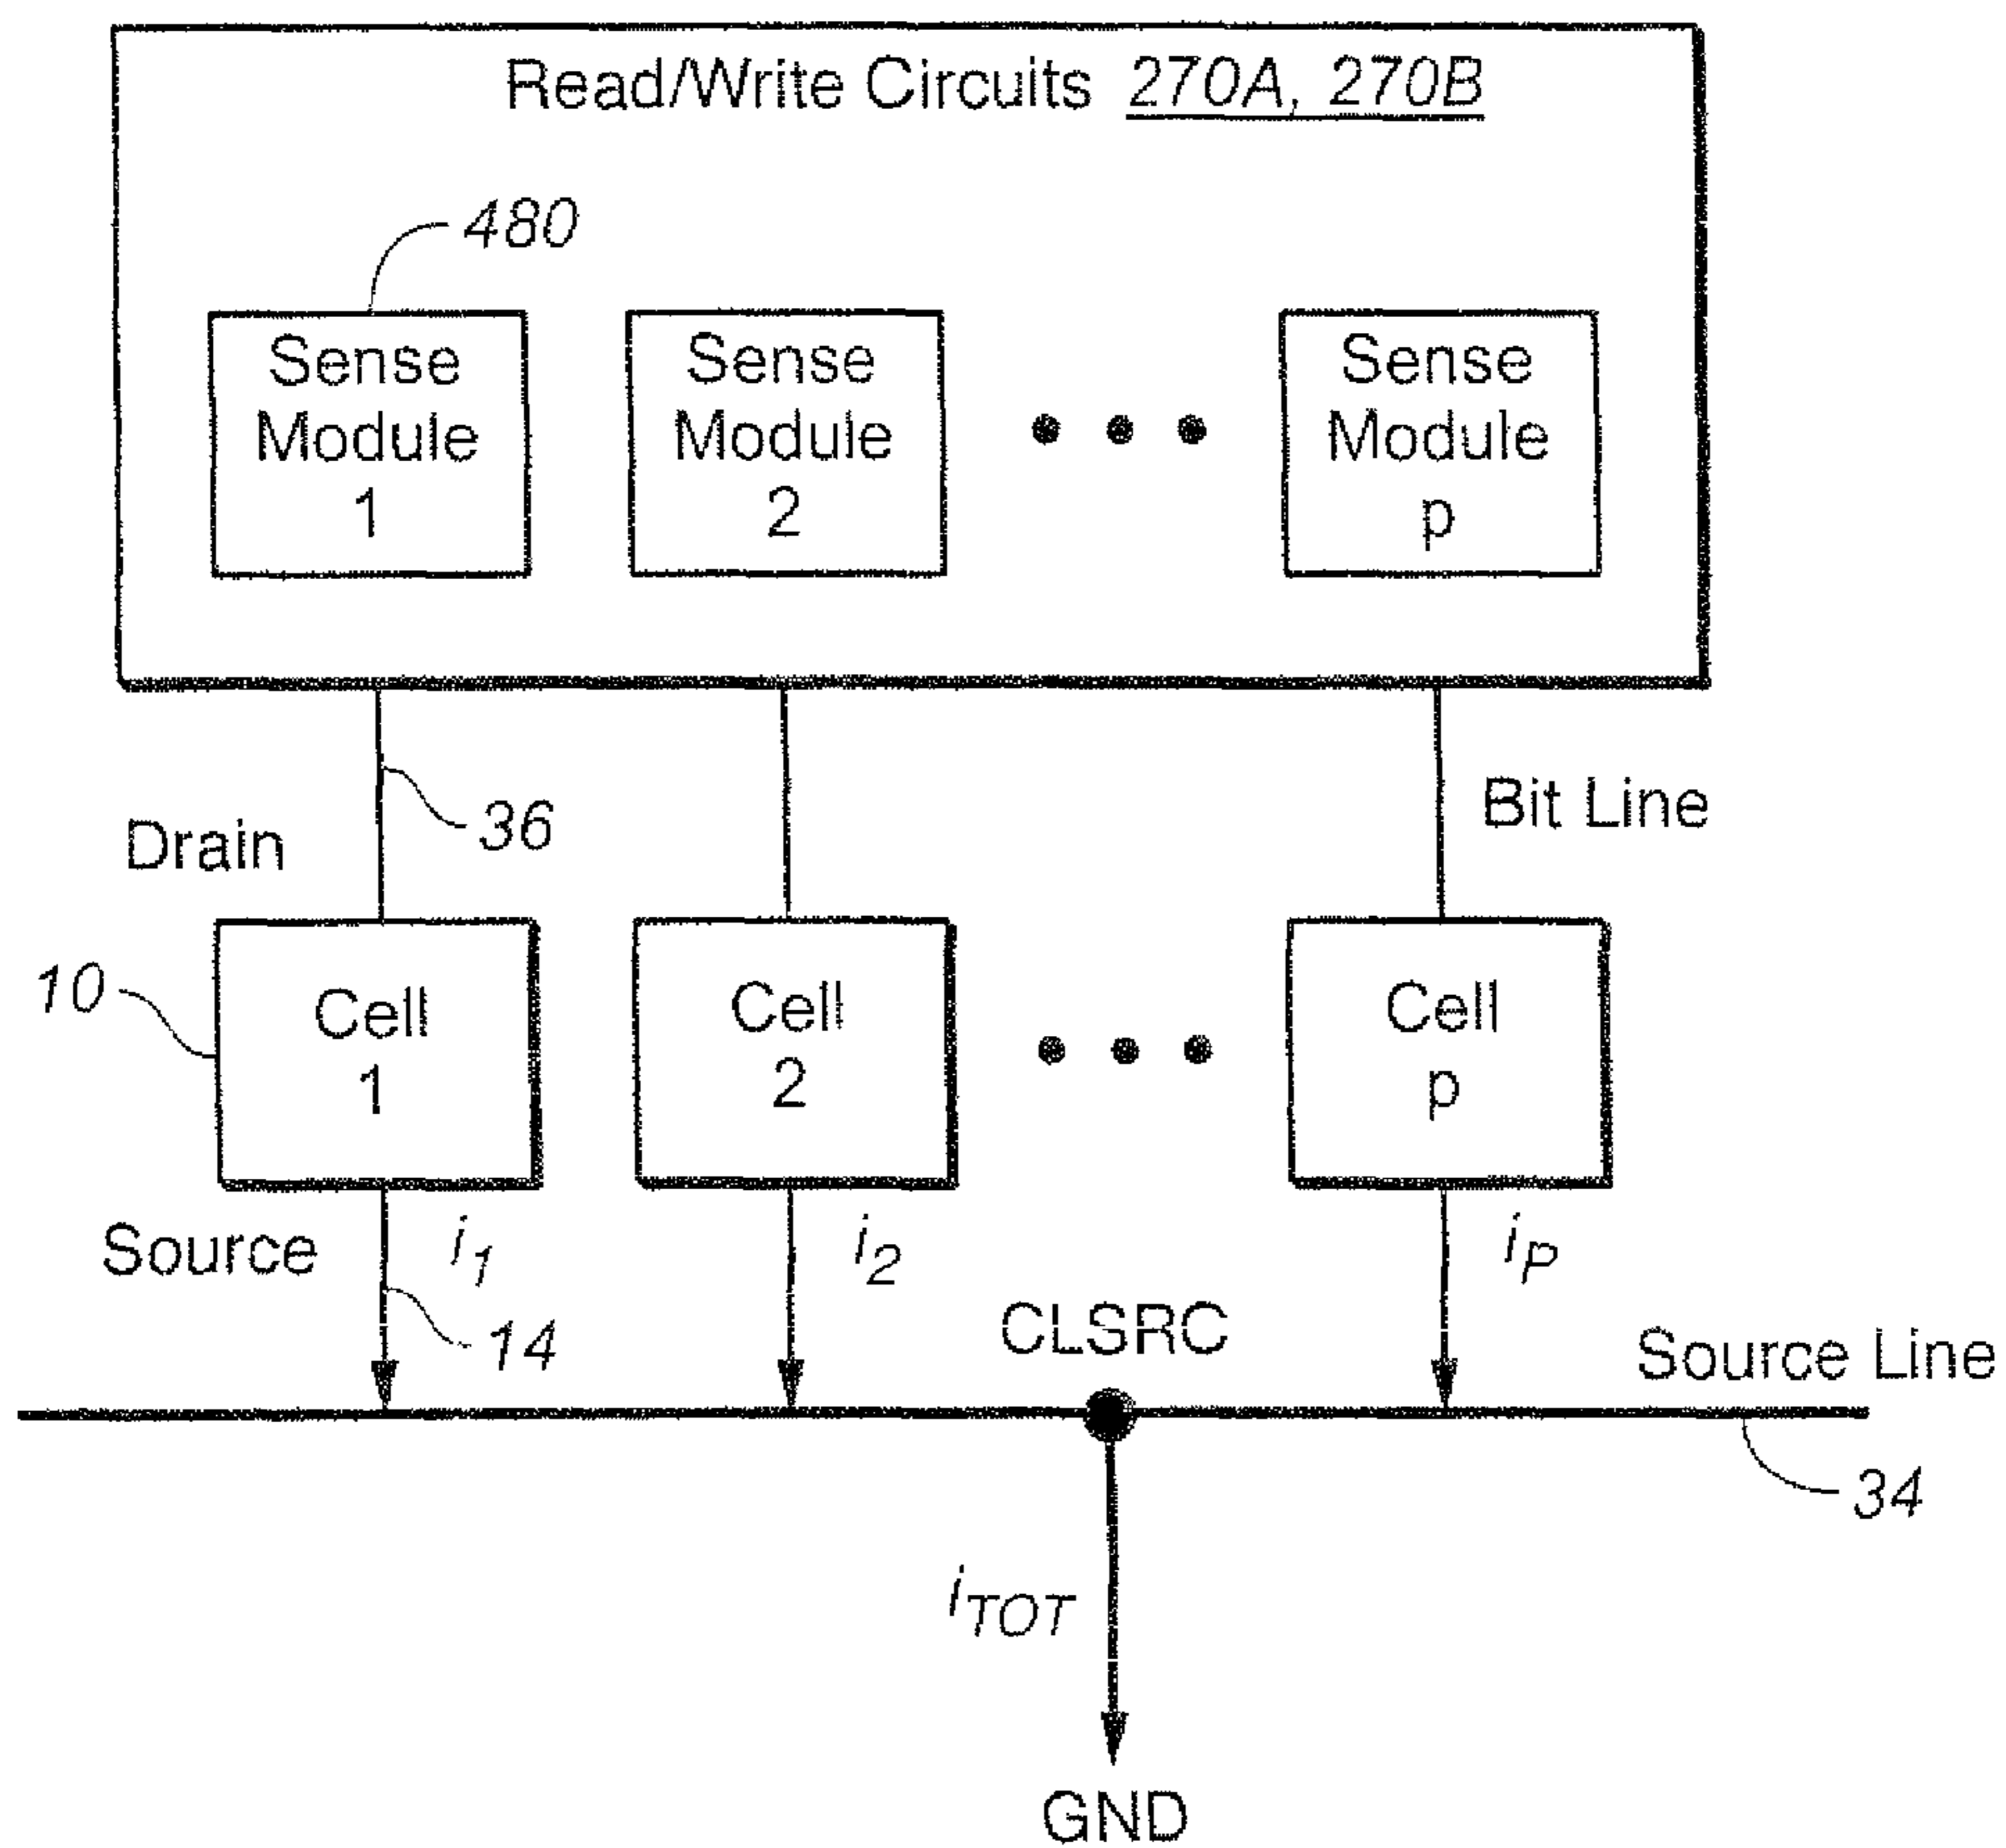 Read/Write Circuits 270A, 270B
480
Sense
Module
1
Sense
Module
2
Sense
Module
p
Drain
36
Bit Line
10
Cell
1
Cell
2
Cell
p
Source
i1
14
i2
iP
CLSRC
Source Line
34
iTOT
GND